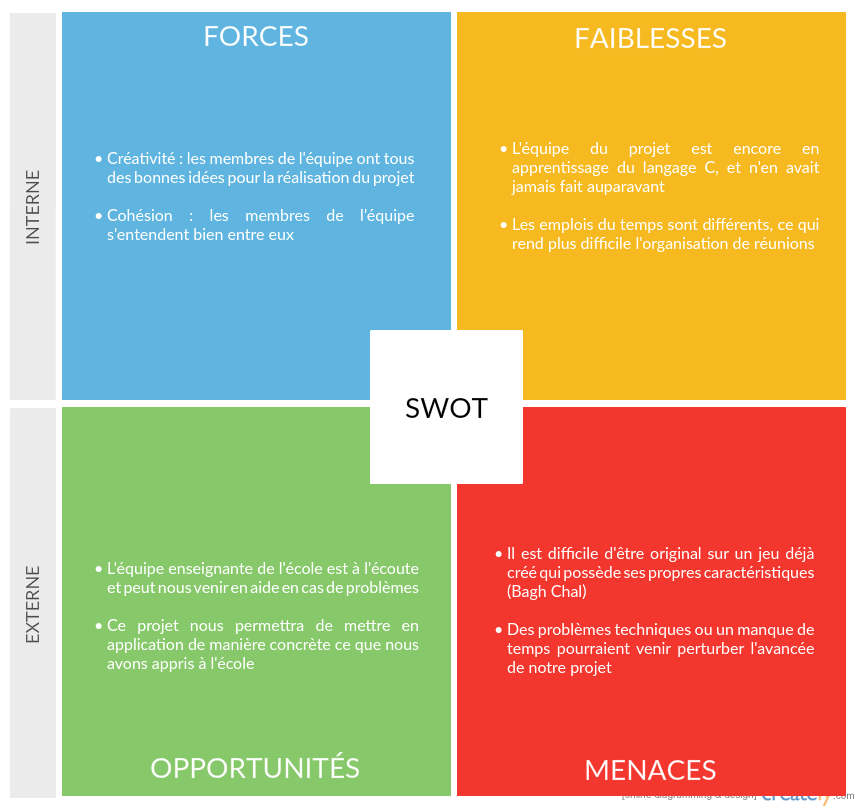 FORCES
FAIBLESSES
INTERNE
• Créativité : les membres de l'équipe ont tous
des bonnes idées pour la réalisation du projet
• Cohésion : les membres de l'équipe
s'entendent bien entre eux
• L'équipe du projet est encore en
apprentissage du langage C, et n'en avait
jamais fait auparavant
• Les emplois du temps sont différents, ce qui
rend plus difficile l'organisation de réunions
SWOT
EXTERNE
• L'équipe enseignante de l'école est à l'écoute
et peut nous venir en aide en cas de problèmes
• Ce projet nous permettra de mettre en
application de manière concrète ce que nous
avons appris à l'école
• Il est difficile d'être original sur un jeu déjà
créé qui possède ses propres caractéristiques
(Bagh Chal)
• Des problèmes techniques ou un manque de
temps pourraient venir perturber l'avancée
de notre projet
OPPORTUNITÉS
MENACES
[online diagramming & design] creately.com